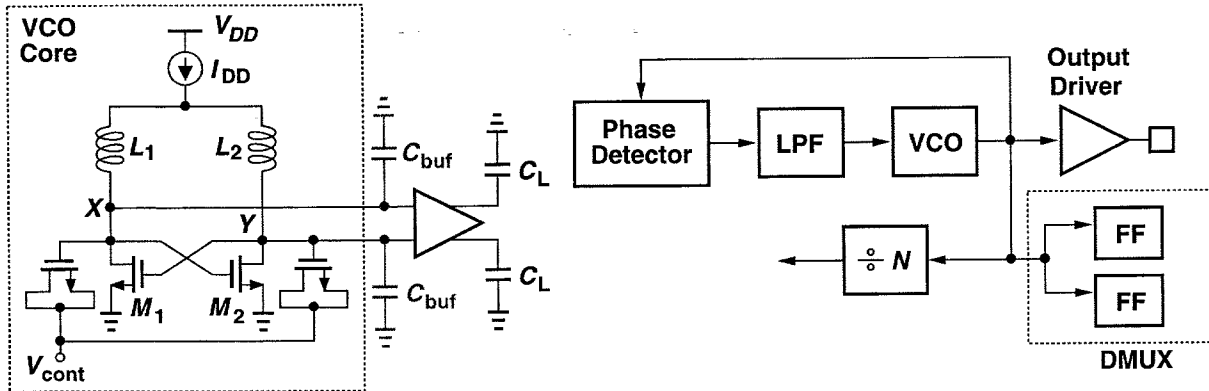 VCO
Core
V_DD
I_DD
L_1
L_2
X
Y
M_1
M_2
V_cont
C_buf
C_buf
C_L
C_L
Phase
Detector
LPF
VCO
Output
Driver
÷ N
FF
FF
DMUX